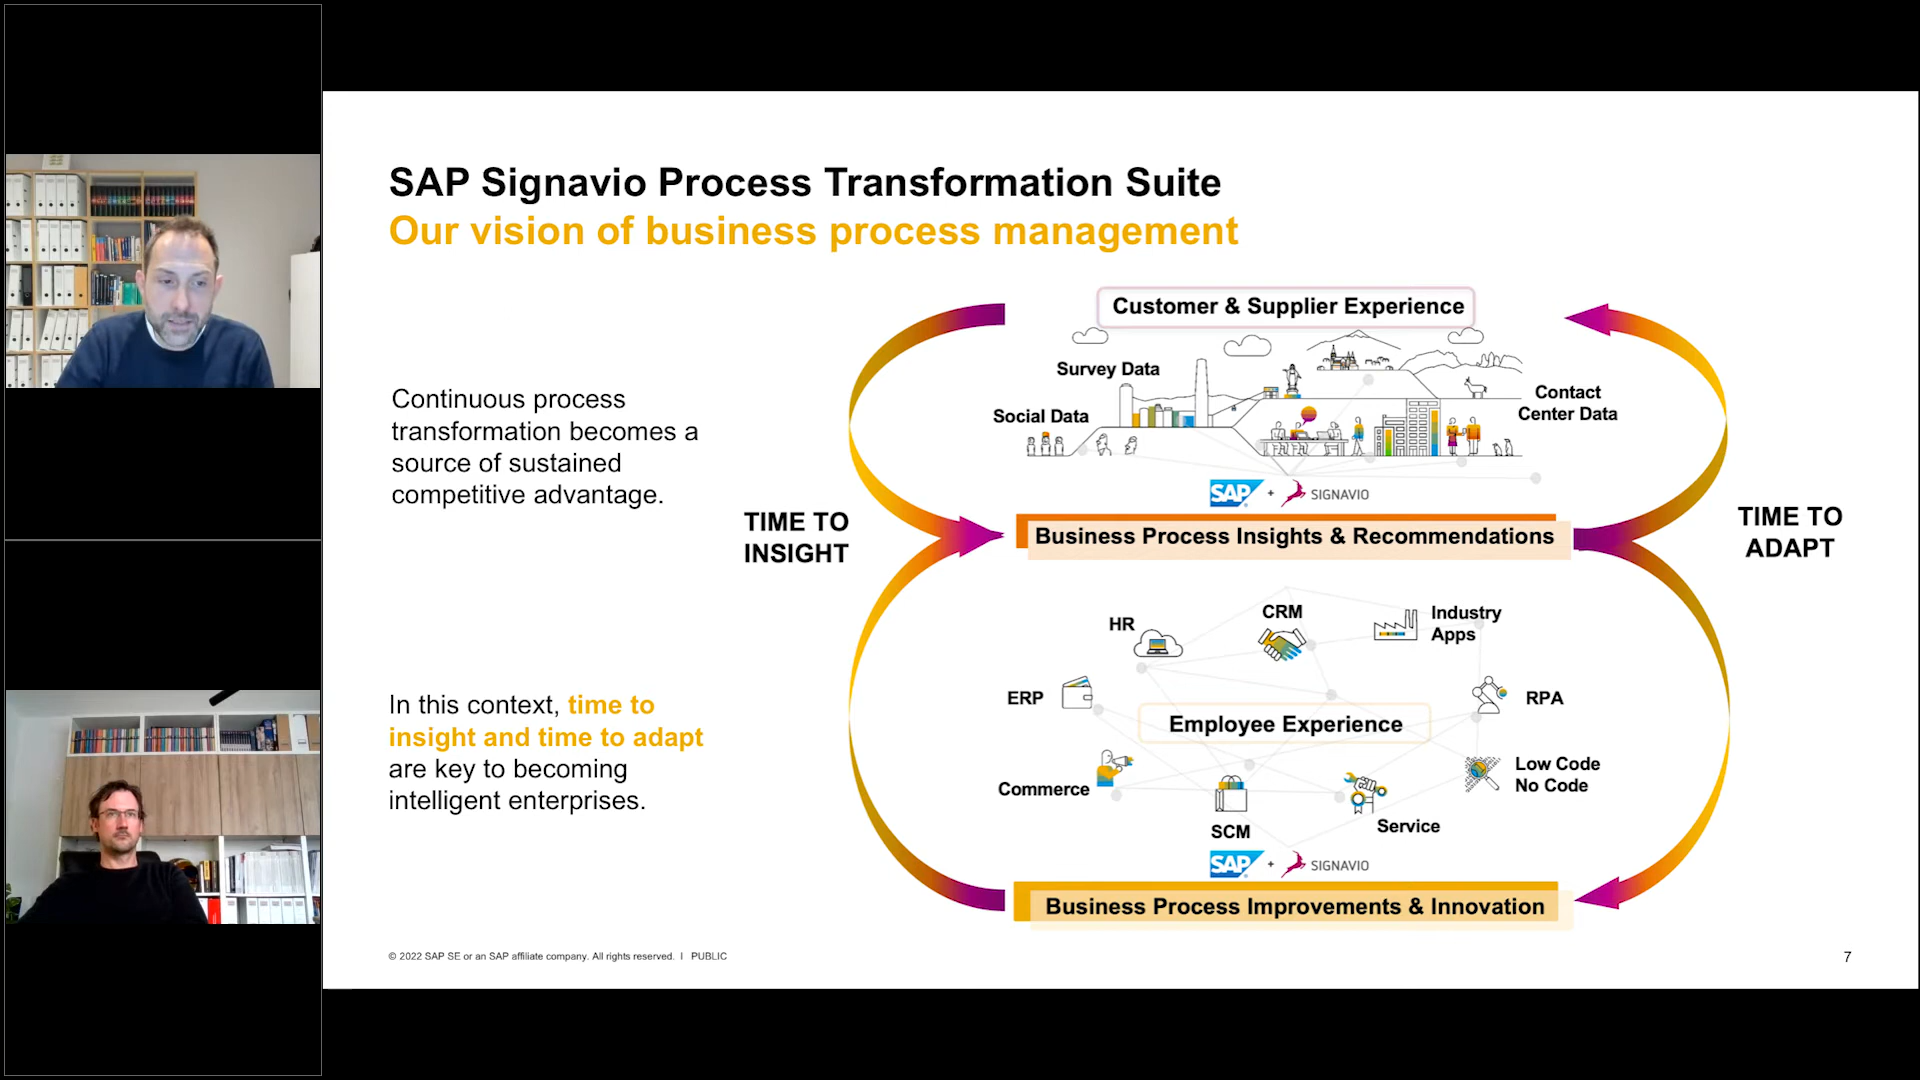 SAP Signavio Process Transformation Suite
Our vision of business process management
Continuous process
transformation becomes a
source of sustained
competitive advantage.
In this context, time to
insight and time to adapt
are key to becoming
intelligent enterprises.
TIME TO
INSIGHT
Customer & Supplier Experience
Survey Data
Social Data
Contact
Center Data
SAP + SIGNAVIO
Business Process Insights & Recommendations
TIME TO
ADAPT
HR
CRM
Industry
Apps
ERP
RPA
Employee Experience
Commerce
Low Code
No Code
SCM
Service
SAP + SIGNAVIO
Business Process Improvements & Innovation
© 2022 SAP SE or an SAP affiliate company. All rights reserved. I PUBLIC
7